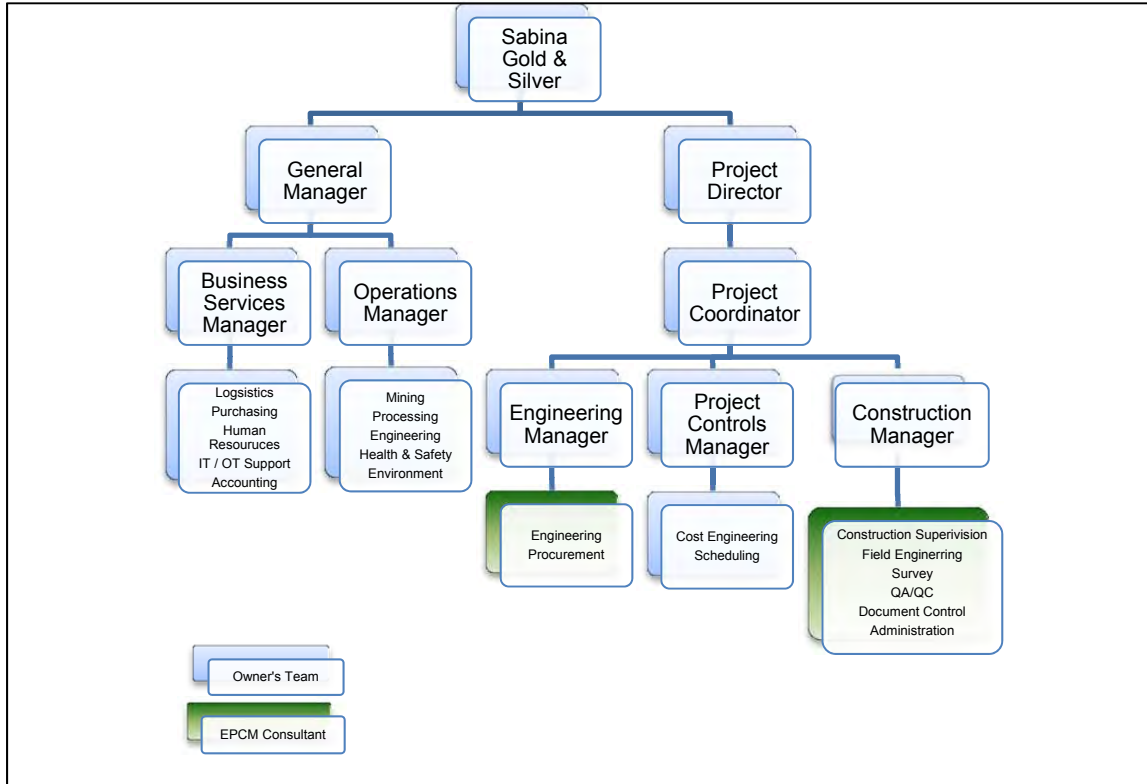 Sabina
Gold &
Silver
General
Manager
Project
Director
Business
Services
Manager
Operations
Manager
Project
Coordinator
Logsistics
Purchasing
Human
Resouruces
IT / OT Support
Accounting
Mining
Processing
Engineering
Health & Safety
Environment
Engineering
Manager
Project
Controls
Manager
Construction
Manager
Engineering
Procurement
Cost Engineering
Scheduling
Construction Superivision
Field Enginerring
Survey
QA/QC
Document Control
Administration
Owner's Team
EPCM Consultant